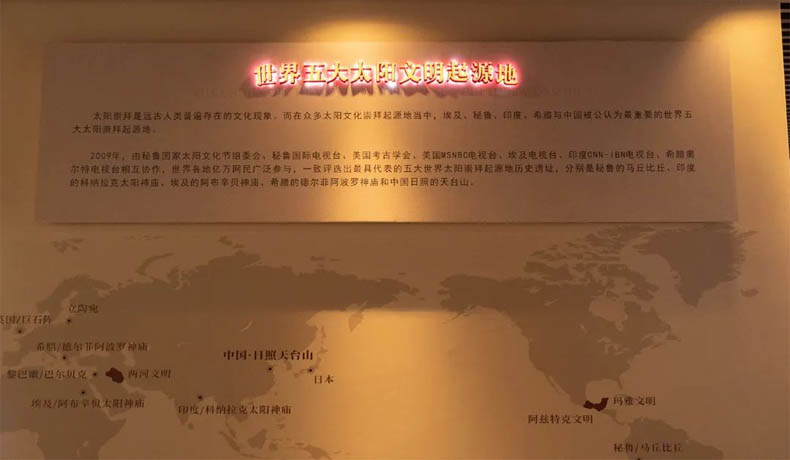 世界五大太阳文明起源地
太阳崇拜是远古人类普遍存在的文化现象。而在众多太阳文化崇拜起源地当中，埃及、秘鲁、印度、希腊与中国被公认为最重要的世界五
大太阳崇拜起源地。
2009年，由秘鲁国家太阳文化节组委会、秘鲁国际电视台、美国考古学会、美国MSNBC电视台、埃及电视台、印度CNN-IBN电视台、希腊奥
尔特电视台相互协作，世界各地亿万网民广泛参与，一致评选出最具代表的五大世界太阳崇拜起源地历史遗址，分别是秘鲁的马丘比丘、印度
的科纳拉克太阳神庙、埃及的阿布辛贝神庙、希腊的德尔菲阿波罗神庙和中国日照的天台山。
立陶宛
英国/巨石阵
希腊/德尔菲阿波罗神庙
中国·日照天台山
黎巴嫩/巴尔贝克
两河文明
日本
埃及/阿布辛贝太阳神庙
印度/科纳拉克太阳神庙
玛雅文明
阿兹特克文明
秘鲁/马丘比丘